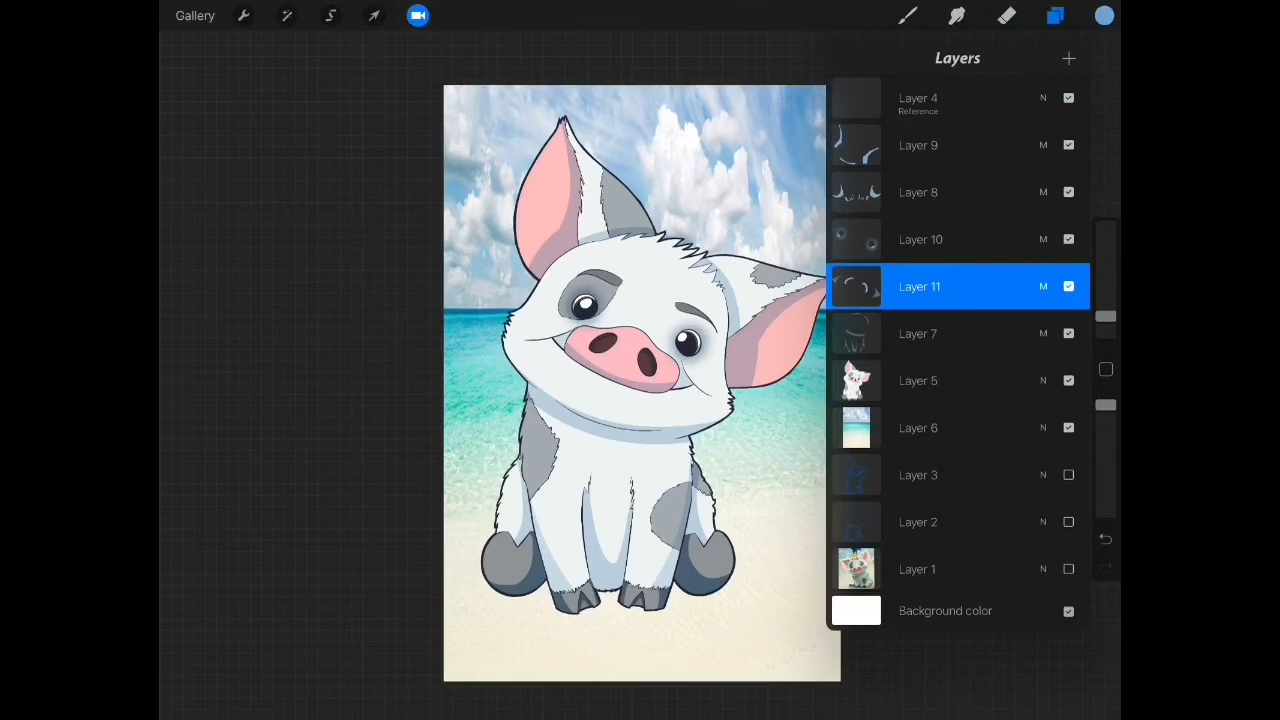 Gallery
Layers
Layer 4 N
Reference
Layer 9 M
Layer 8 M
Layer 10 M
Layer 11 M
Layer 7 M
Layer 5 N
Layer 6 N
Layer 3 N
Layer 2 N
Layer 1 N
Background color